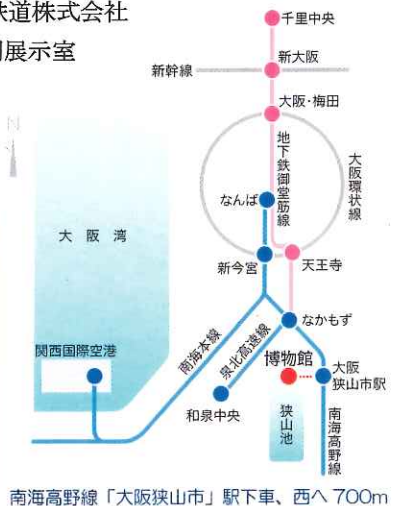 鉄道株式会社
展示室
千里中央
新大阪
新幹線
大阪・梅田
地下鉄御堂筋線
大阪環状線
なんば
N
大阪湾
新今宮
天王寺
なかもず
南海本線
泉北高速線
関西国際空港
博物館
大阪
狭山市駅
和泉中央
狭山池
南海高野線
南海高野線「大阪狭山市」駅下車、西へ700m